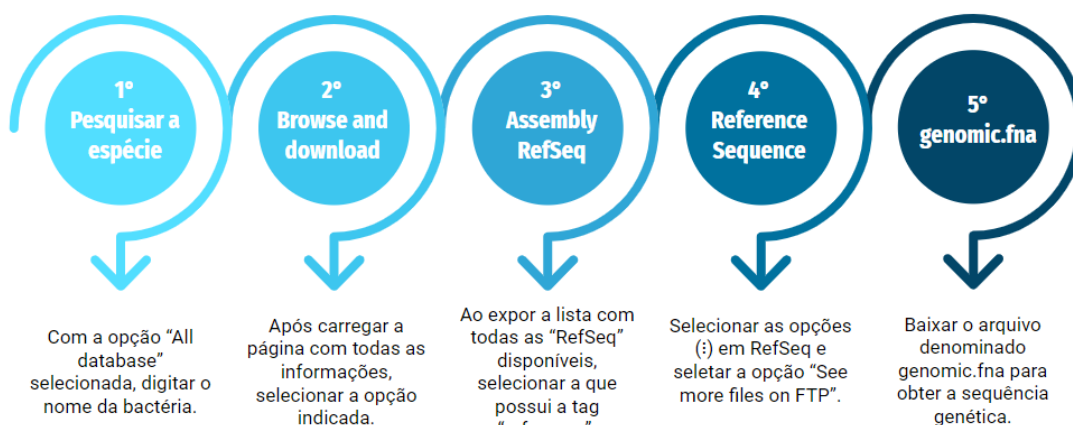 1°
Pesquisar a
espécie
2°
Browse and
download
3°
Assembly
RefSeq
4°
Reference
Sequence
5°
genomic.fna
Com a opção “All
database”
selecionada, digitar o
nome da bactéria.
Após carregar a
página com todas as
informações,
selecionar a opção
indicada.
Ao expor a lista com
todas as “RefSeq”
disponíveis,
selecionar a que
possui a tag
Selecionar as opções
(⁝) em RefSeq e
seletar a opção “See
more files on FTP”.
Baixar o arquivo
denominado
genomic.fna para
obter a sequência
genética.